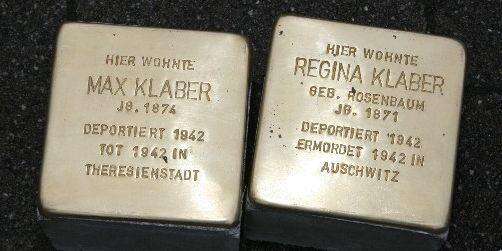 HIER WOHNTE
MAX KLABER
JG. 1874
DEPORTIERT 1942
TOT 1942 IN
THERESIENSTADT
HIER WOHNTE
REGINA KLABER
GEB. ROSENBAUM
JG. 1871
DEPORTIERT 1942
ERMORDET 1942 IN
AUSCHWITZ